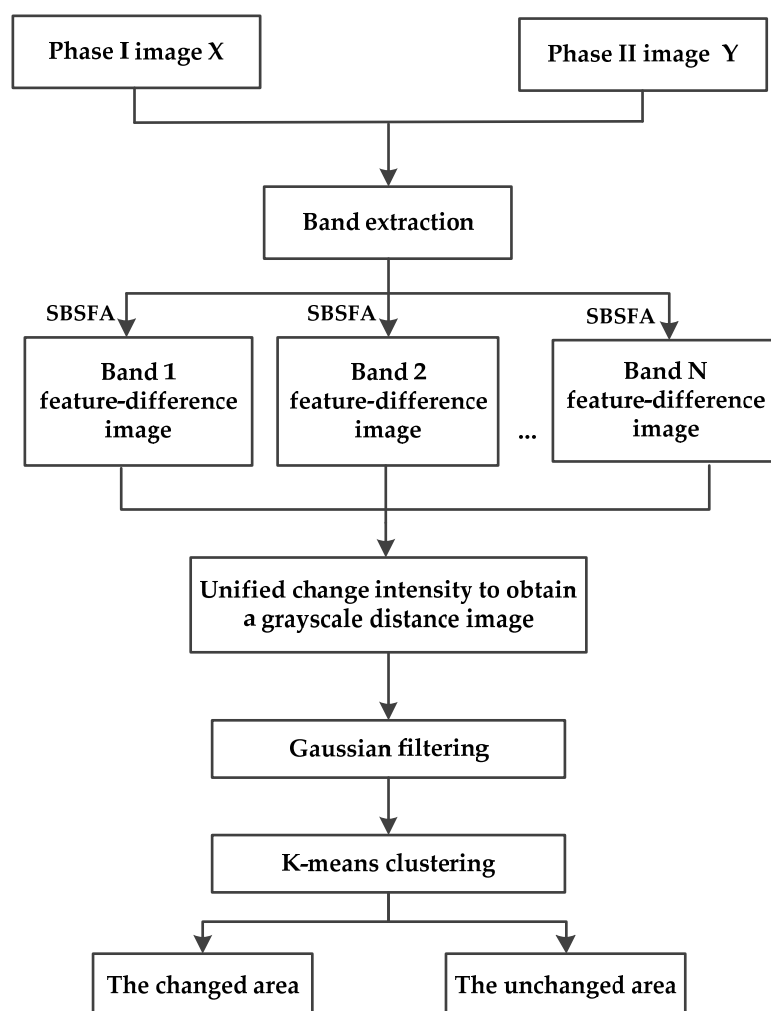 Phase I image X
Phase II image Y
Band extraction
SBSFA
SBSFA
SBSFA
Band 1
feature-difference
image
Band 2
feature-difference
image
...
Band N
feature-difference
image
Unified change intensity to obtain
a grayscale distance image
Gaussian filtering
K-means clustering
The changed area
The unchanged area